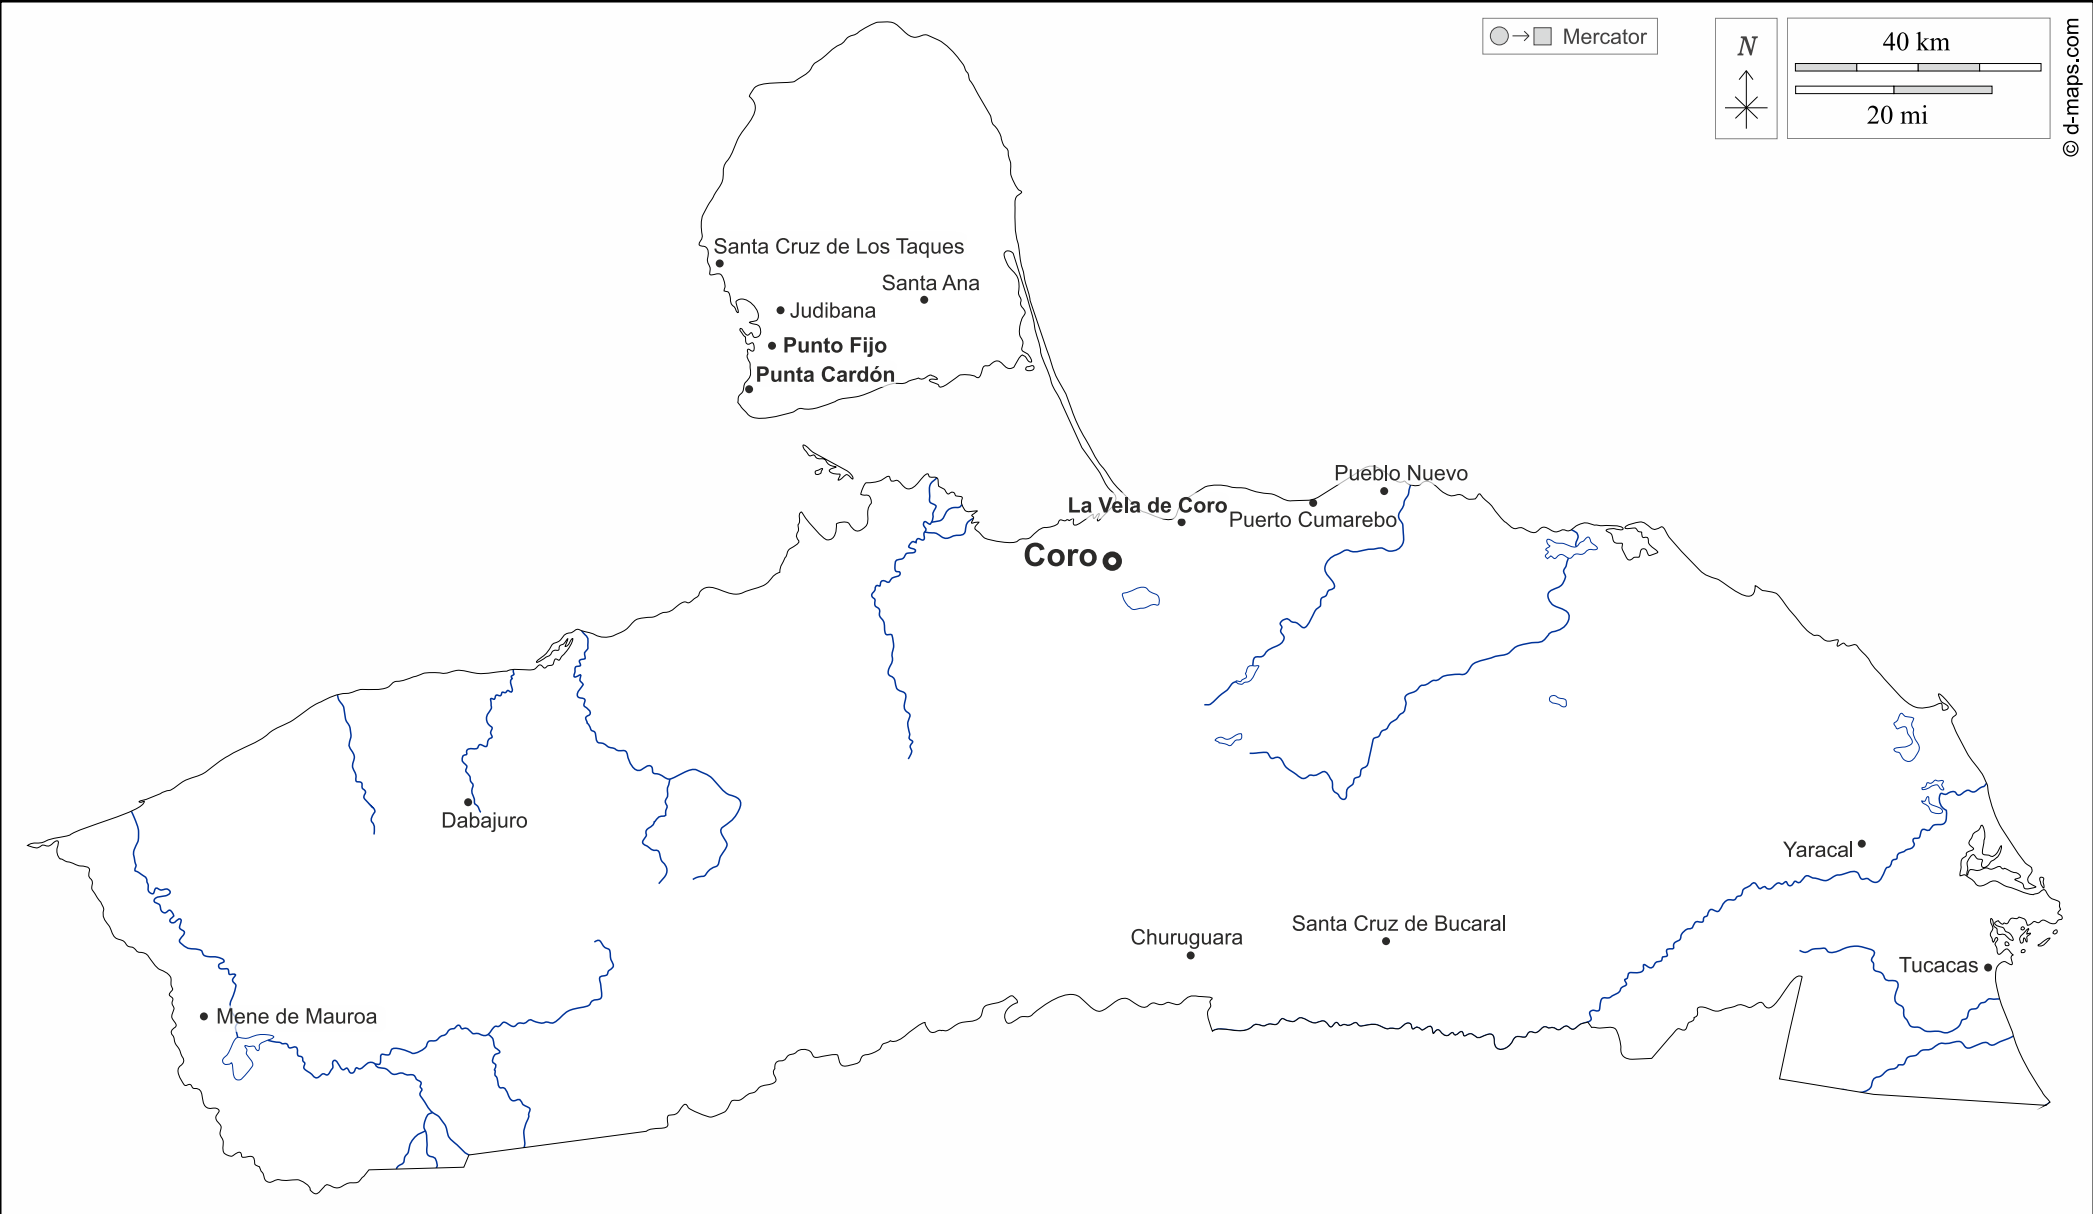 Mercator
N
40 km
20 mi
© d-maps.com
Santa Cruz de Los Taques
Santa Ana
Judibana
Punto Fijo
Punta Cardón
Pueblo Nuevo
La Vela de Coro
Puerto Cumarebo
Coro
Dabajuro
Yaracal
Santa Cruz de Bucaral
Churuguara
Tucacas
Mene de Mauroa